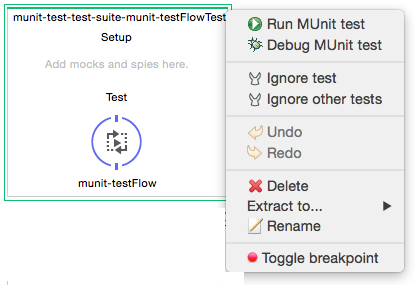 munit-test-test-suite-munit-testFlowTest
Setup
Add mocks and spies here.
Test
munit-testFlow
Run MUnit test
Debug MUnit test
Ignore test
Ignore other tests
Undo
Redo
Delete
Extract to...
Rename
Toggle breakpoint